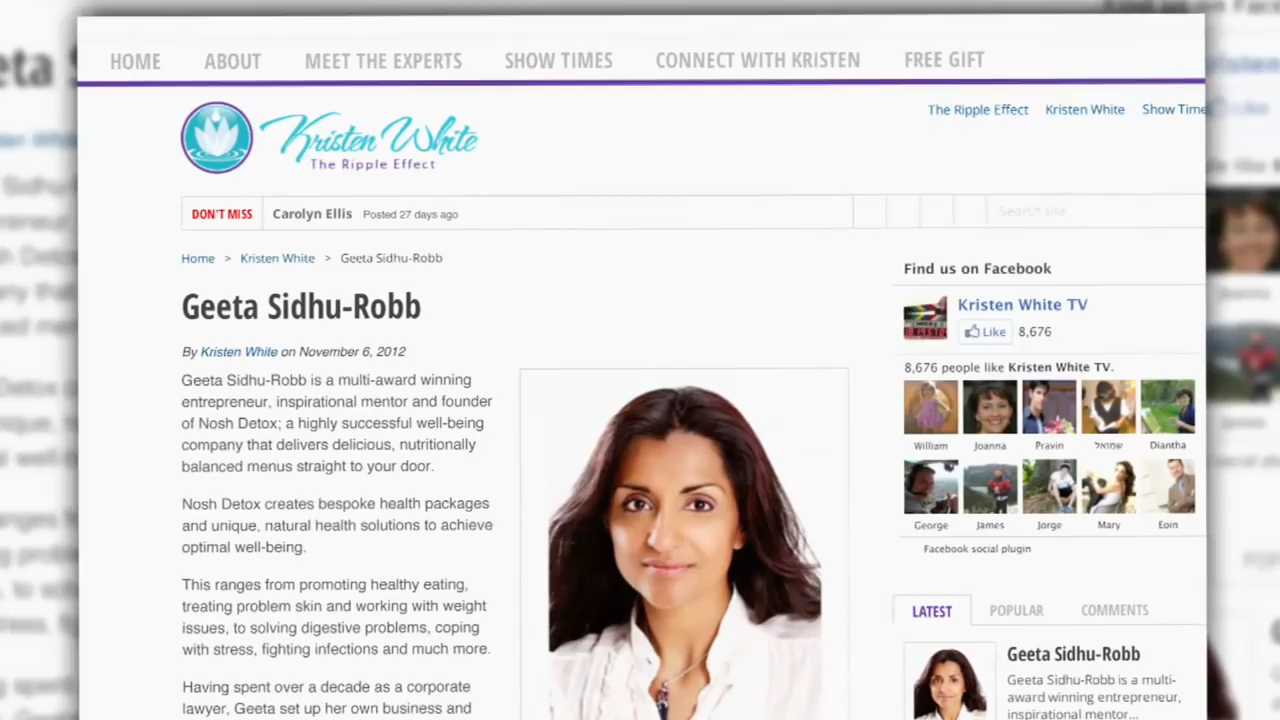 HOME ABOUT MEET THE EXPERTS SHOW TIMES CONNECT WITH KRISTEN FREE GIFT
The Ripple Effect Kristen White Show Time
Kristen White
The Ripple Effect
DON'T MISS Carolyn Ellis Posted 27 days ago
Search site
Home > Kristen White > Geeta Sidhu-Robb
Geeta Sidhu-Robb
By Kristen White on November 6, 2012
Geeta Sidhu-Robb is a multi-award winning
entrepreneur, inspirational mentor and founder
of Nosh Detox; a highly successful well-being
company that delivers delicious, nutritionally
balanced menus straight to your door.
Nosh Detox creates bespoke health packages
and unique, natural health solutions to achieve
optimal well-being.
This ranges from promoting healthy eating,
treating problem skin and working with weight
issues, to solving digestive problems, coping
with stress, fighting infections and much more.
Having spent over a decade as a corporate
lawyer, Geeta set up her own business and
Find us on Facebook
Kristen White TV
Like 8,676
8,676 people like Kristen White TV.
William Joanna Pravin שמואל Diantha
George James Jorge Mary Eoin
Facebook social plugin
LATEST POPULAR COMMENTS
Geeta Sidhu-Robb
Geeta Sidhu-Robb is a multi-
award winning entrepreneur,
inspirational mentor...